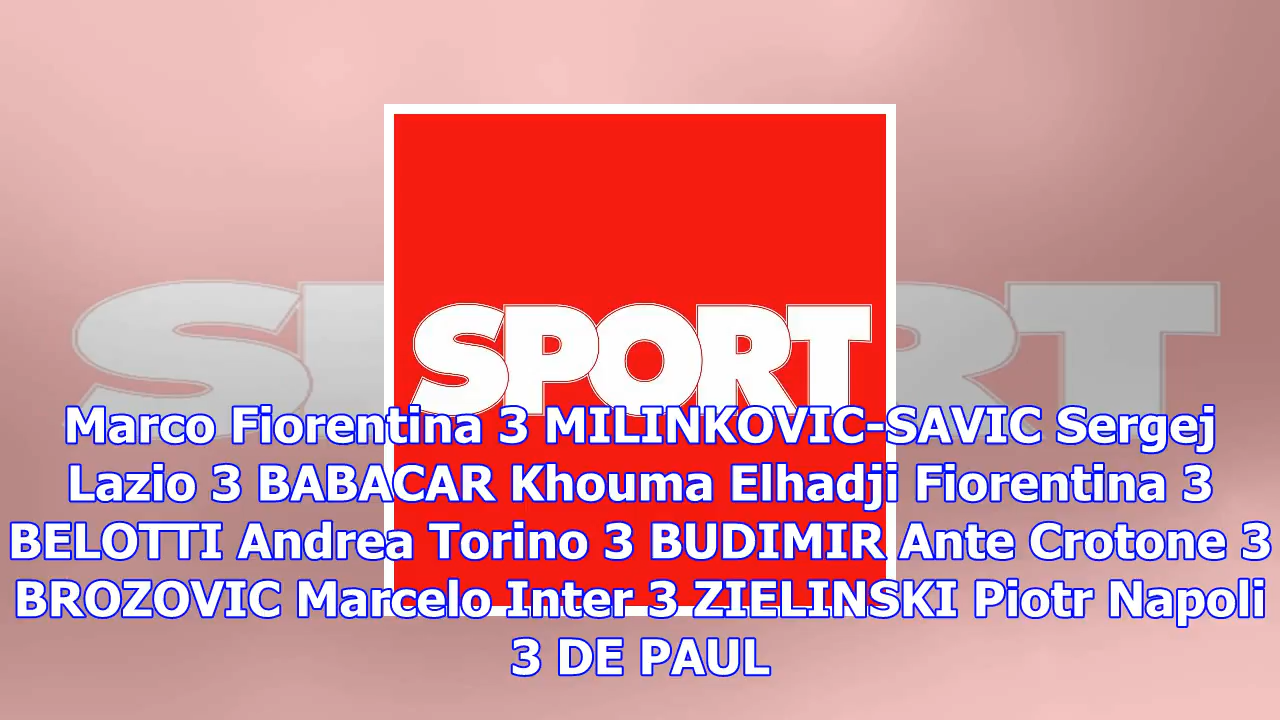 SPORT
Marco Fiorentina 3 MILINKOVIC-SAVIC Sergej
Lazio 3 BABACAR Khouma Elhadji Fiorentina 3
BELOTTI Andrea Torino 3 BUDIMIR Ante Crotone 3
BROZOVIC Marcelo Inter 3 ZIELINSKI Piotr Napoli
3 DE PAUL